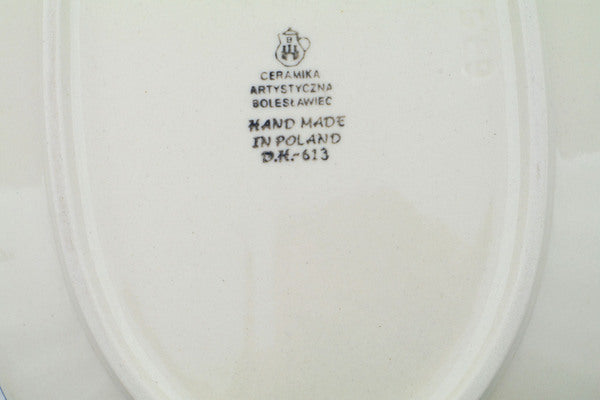 CERAMIKA
ARTYSTYCZNA
BOLESŁAWIEC
HAND MADE
IN POLAND
D.H.-613